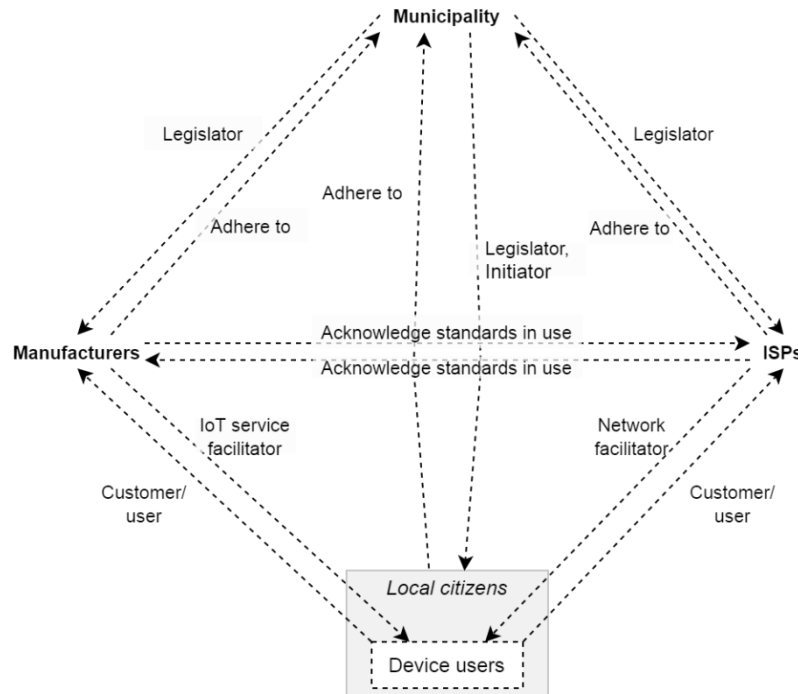 Municipality
Legislator
Legislator
Adhere to
Adhere to
Adhere to
Legislator,
Initiator
Acknowledge standards in use
Manufacturers
ISPs
Acknowledge standards in use
IoT service
facilitator
Network
facilitator
Customer/
user
Customer/
user
Local citizens
Device users